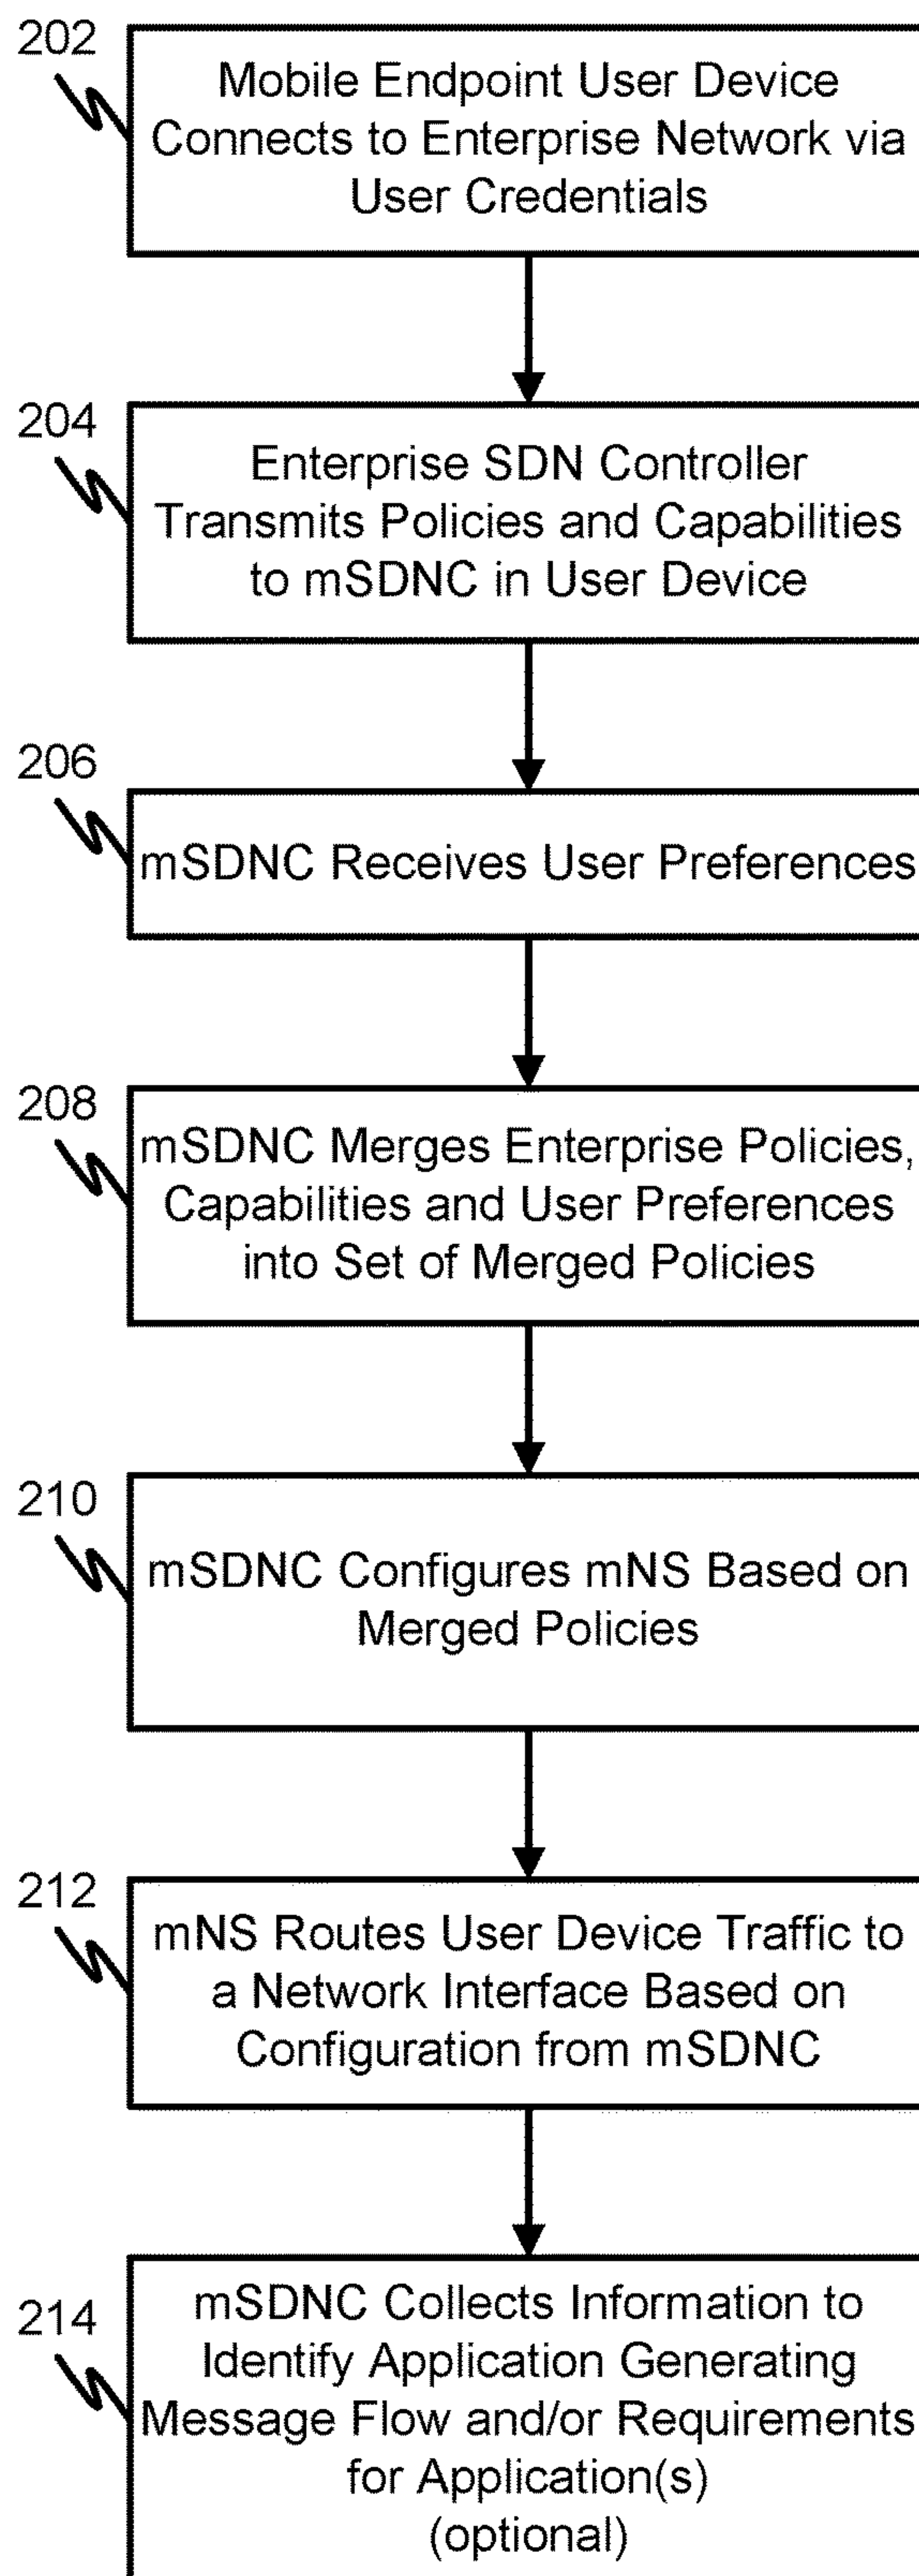 202
Mobile Endpoint User Device
Connects to Enterprise Network via
User Credentials
204
Enterprise SDN Controller
Transmits Policies and Capabilities
to mSDNC in User Device
206
mSDNC Receives User Preferences
208
mSDNC Merges Enterprise Policies,
Capabilities and User Preferences
into Set of Merged Policies
210
mSDNC Configures mNS Based on
Merged Policies
212
mNS Routes User Device Traffic to
a Network Interface Based on
Configuration from mSDNC
214
mSDNC Collects Information to
Identify Application Generating
Message Flow and/or Requirements
for Application(s)
(optional)